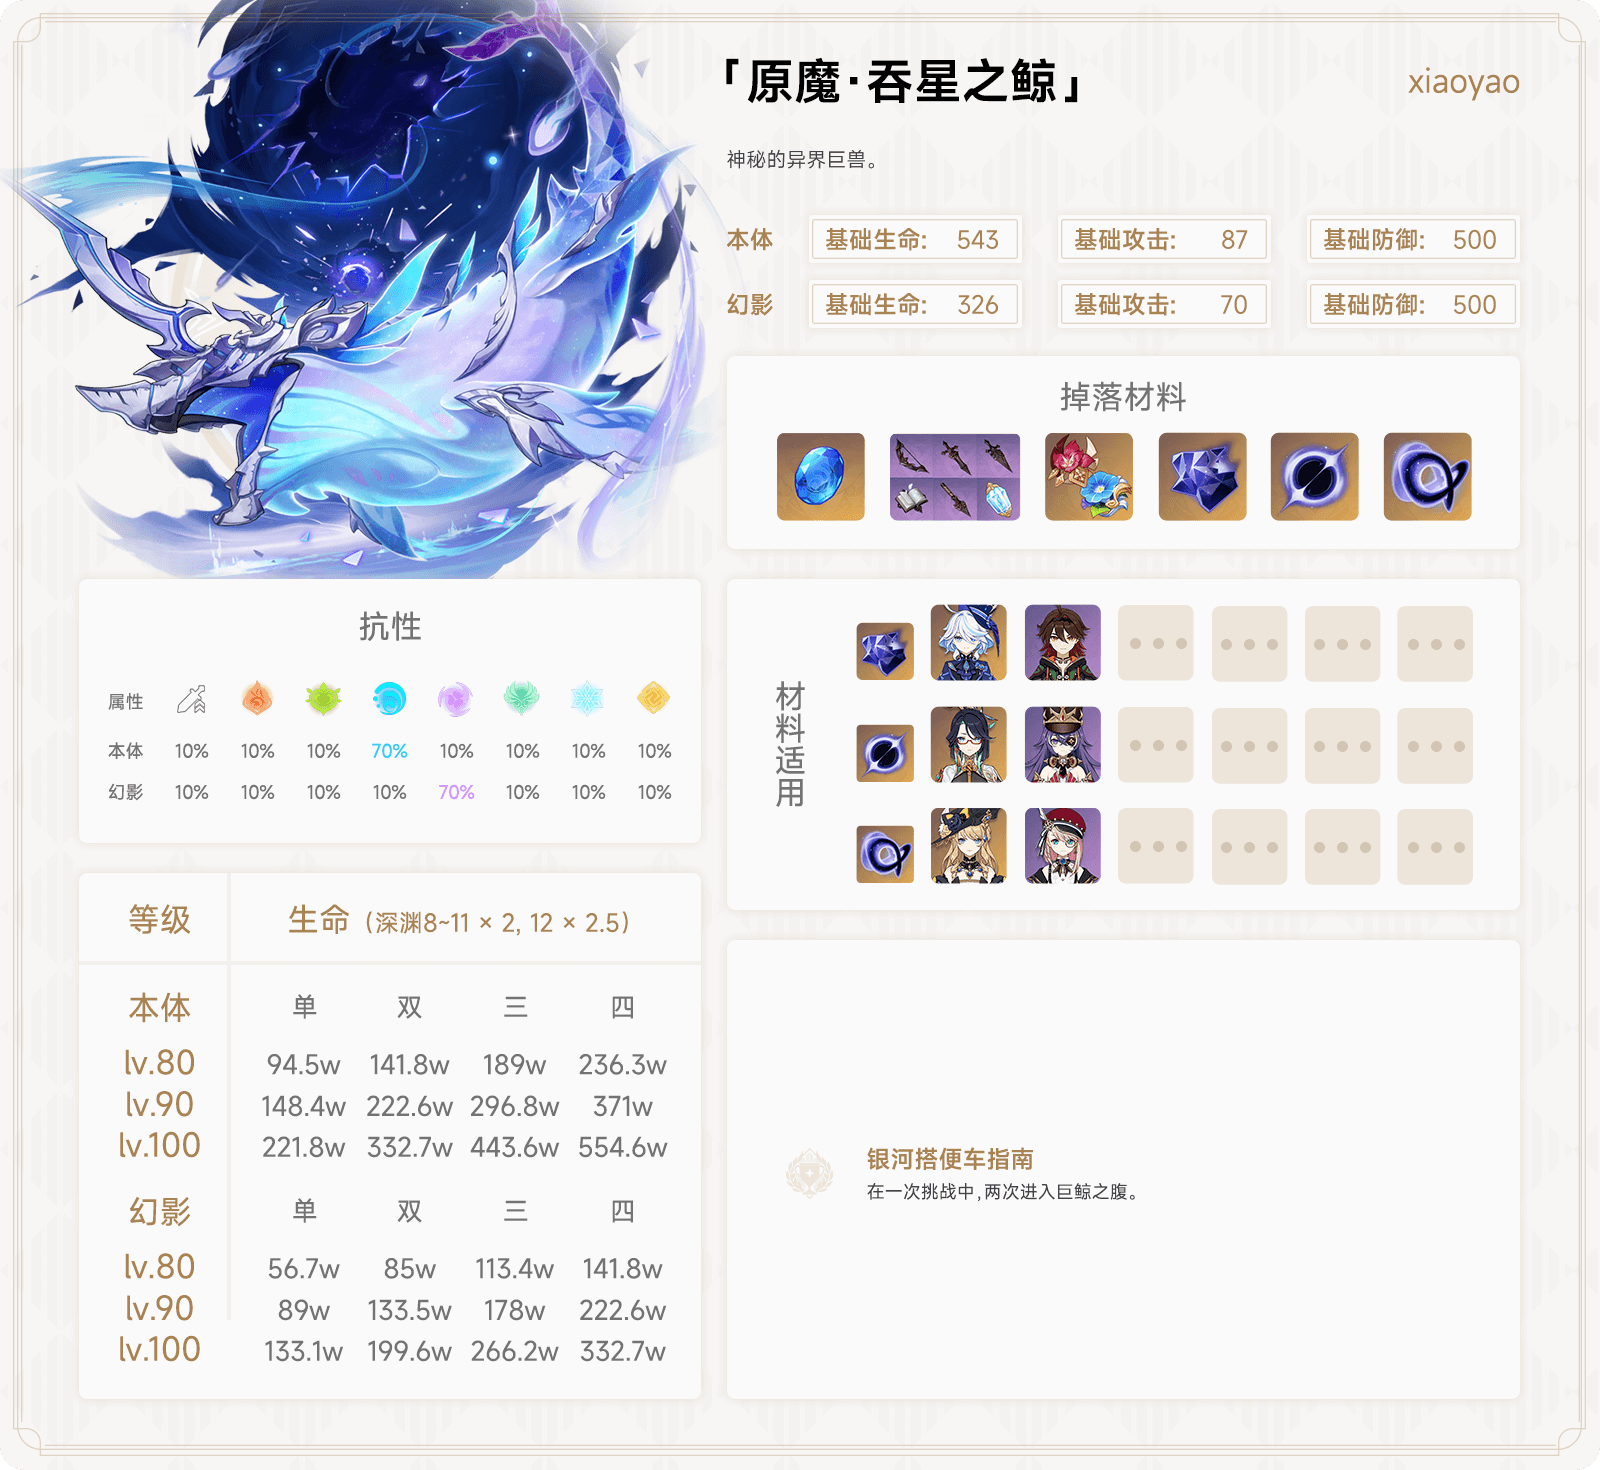 「原魔·吞星之鲸」
xiaoyao
神秘的异界巨兽。
本体 基础生命: 543 基础攻击: 87 基础防御: 500
幻影 基础生命: 326 基础攻击: 70 基础防御: 500
掉落材料
抗性
属性
本体 10% 10% 10% 70% 10% 10% 10% 10%
幻影 10% 10% 10% 10% 70% 10% 10% 10%
材料适用
等级 生命（深渊8~11 × 2, 12 × 2.5）
本体 单 双 三 四
lv.80 94.5w 141.8w 189w 236.3w
lv.90 148.4w 222.6w 296.8w 371w
lv.100 221.8w 332.7w 443.6w 554.6w
幻影 单 双 三 四
lv.80 56.7w 85w 113.4w 141.8w
lv.90 89w 133.5w 178w 222.6w
lv.100 133.1w 199.6w 266.2w 332.7w
银河搭便车指南
在一次挑战中,两次进入巨鲸之腹。